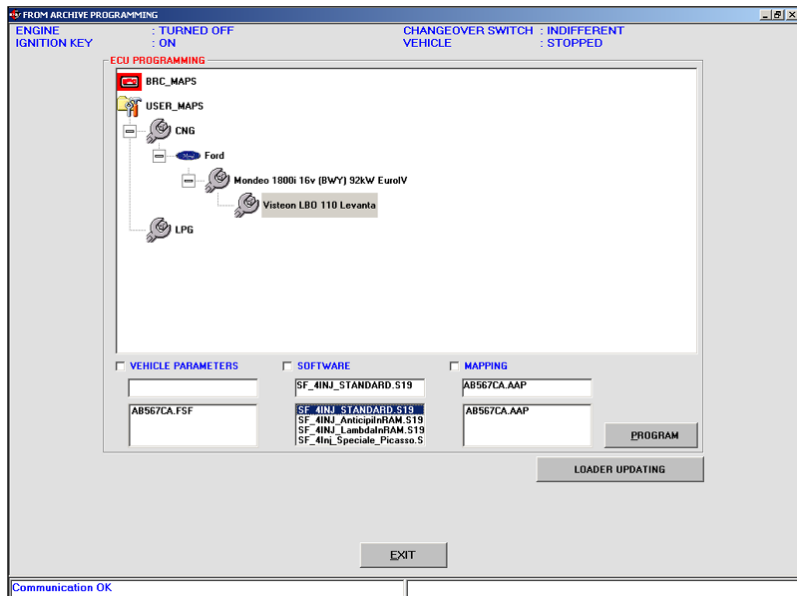 FROM ARCHIVE PROGRAMMING
ENGINE : TURNED OFF CHANGEOVER SWITCH : INDIFFERENT
IGNITION KEY : ON VEHICLE : STOPPED
ECU PROGRAMMING
BRC_MAPS
USER_MAPS
CNG
Ford
Mondeo 1800i 16v (BWY) 92kW EuroIV
Visteon LBO 110 Levanta
LPG
VEHICLE PARAMETERS SOFTWARE MAPPING
SF_4INJ_STANDARD.S19 AB567CA.AAP
AB567CA.FSF SF_4INJ_STANDARD.S19 AB567CA.AAP
SF_4INJ_AnticipiInRAM.S19
SF_4INJ_LambdaInRAM.S19
SF_4Inj_Speciale_Picasso.S
PROGRAM
LOADER UPDATING
EXIT
Communication OK